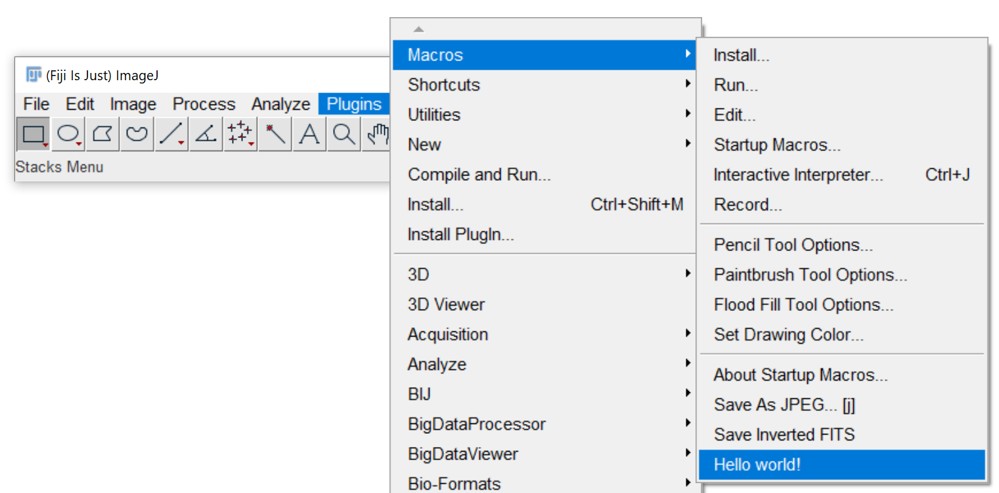 (Fiji Is Just) ImageJ
File Edit Image Process Analyze Plugins
Stacks Menu
Macros
Shortcuts
Utilities
New
Compile and Run...
Install... Ctrl+Shift+M
Install PlugIn...
3D
3D Viewer
Acquisition
Analyze
BIJ
BigDataProcessor
BigDataViewer
Bio-Formats
Install...
Run...
Edit...
Startup Macros...
Interactive Interpreter... Ctrl+J
Record...
Pencil Tool Options...
Paintbrush Tool Options...
Flood Fill Tool Options...
Set Drawing Color...
About Startup Macros...
Save As JPEG... [j]
Save Inverted FITS
Hello world!